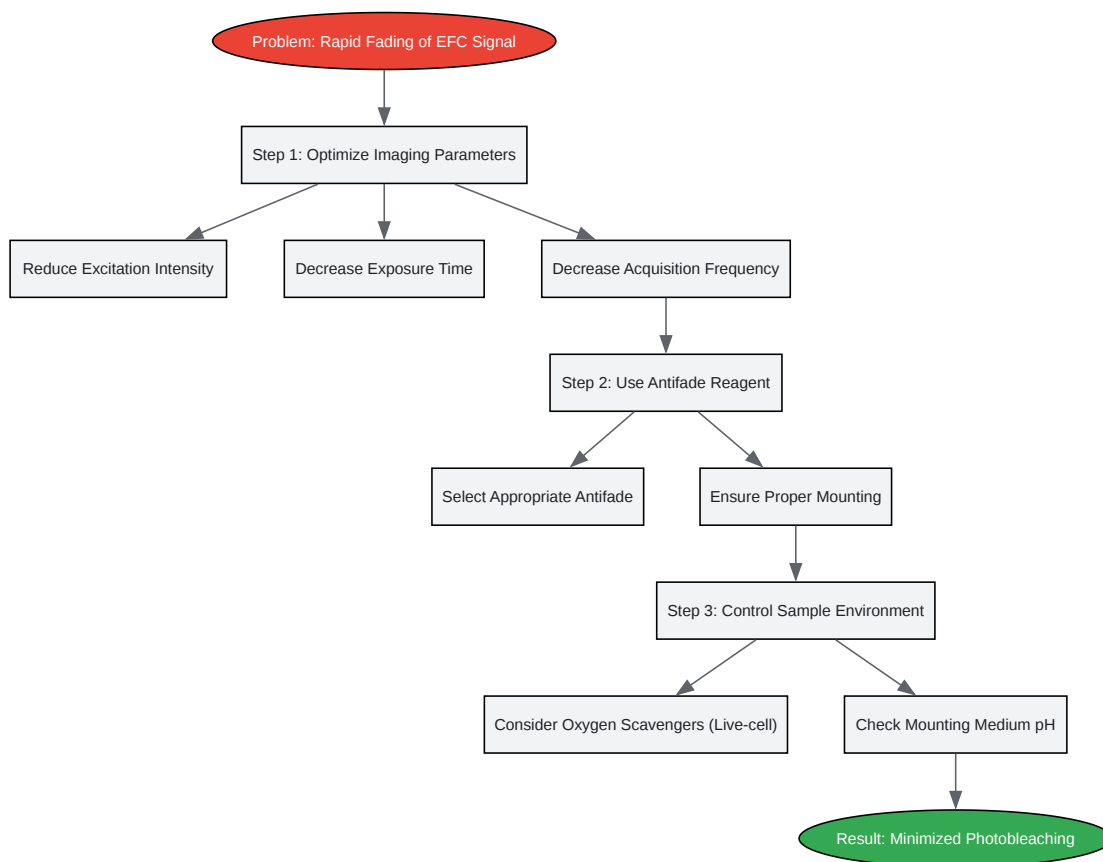 Problem: Rapid Fading of EFC Signal
Step 1: Optimize Imaging Parameters
Reduce Excitation Intensity
Decrease Exposure Time
Decrease Acquisition Frequency
Step 2: Use Antifade Reagent
Select Appropriate Antifade
Ensure Proper Mounting
Step 3: Control Sample Environment
Consider Oxygen Scavengers (Live-cell)
Check Mounting Medium pH
Result: Minimized Photobleaching